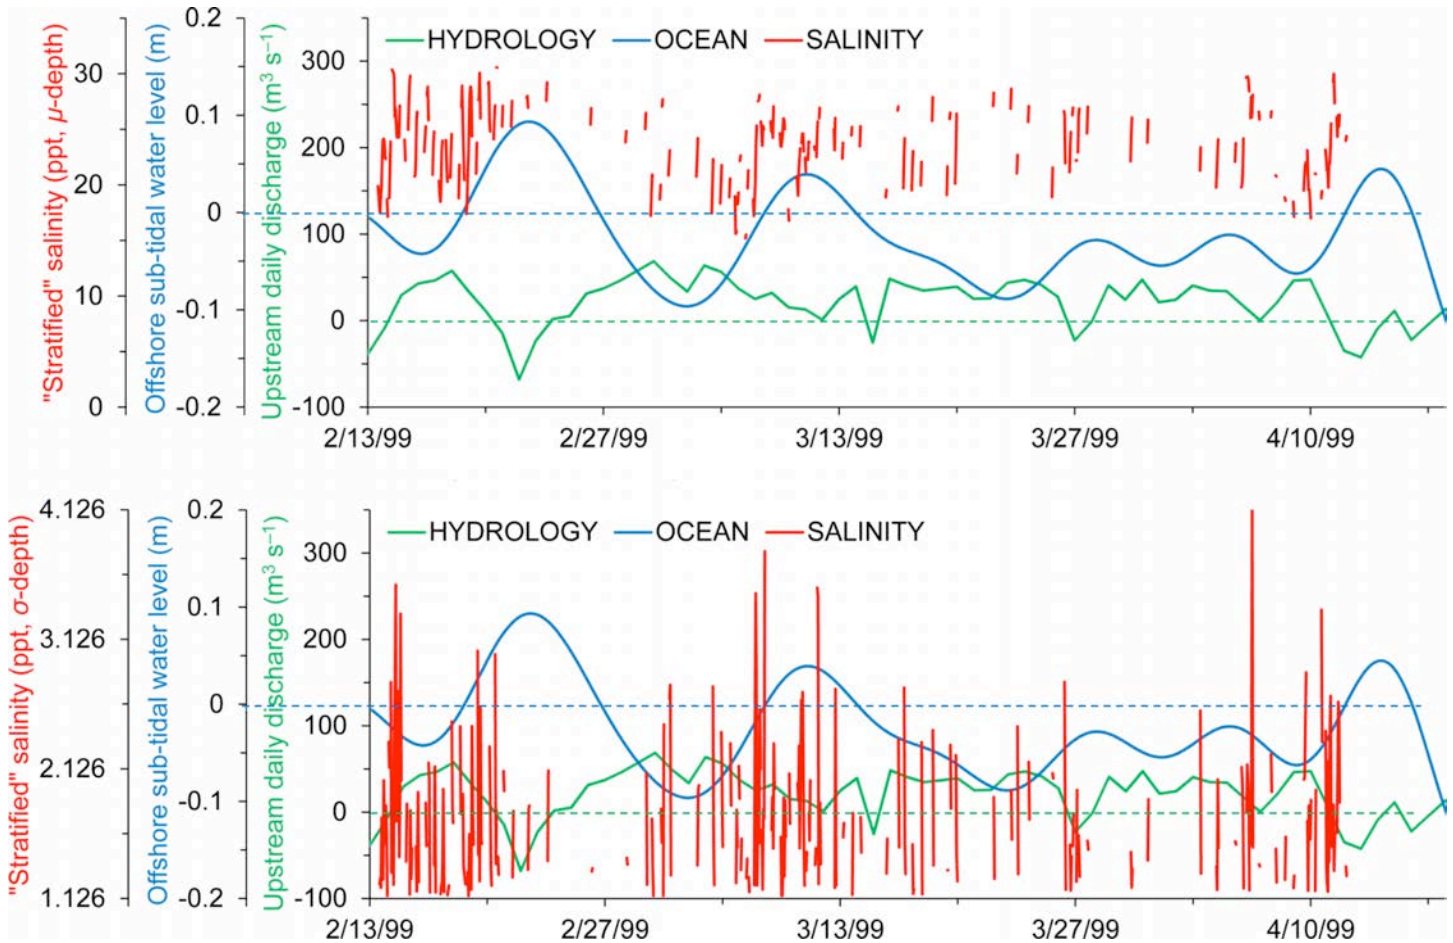 "Stratified" salinity (ppt, μ-depth)
30
20
10
0
Offshore sub-tidal water level (m)
0.2
0.1
0
-0.1
-0.2
Upstream daily discharge (m³ s⁻¹)
300
200
100
0
-100
HYDROLOGY OCEAN SALINITY
2/13/99 2/27/99 3/13/99 3/27/99 4/10/99
"Stratified" salinity (ppt, σ-depth)
4.126
3.126
2.126
1.126
Offshore sub-tidal water level (m)
0.2
0.1
0
-0.1
-0.2
Upstream daily discharge (m³ s⁻¹)
300
200
100
0
-100
HYDROLOGY OCEAN SALINITY
2/13/99 2/27/99 3/13/99 3/27/99 4/10/99